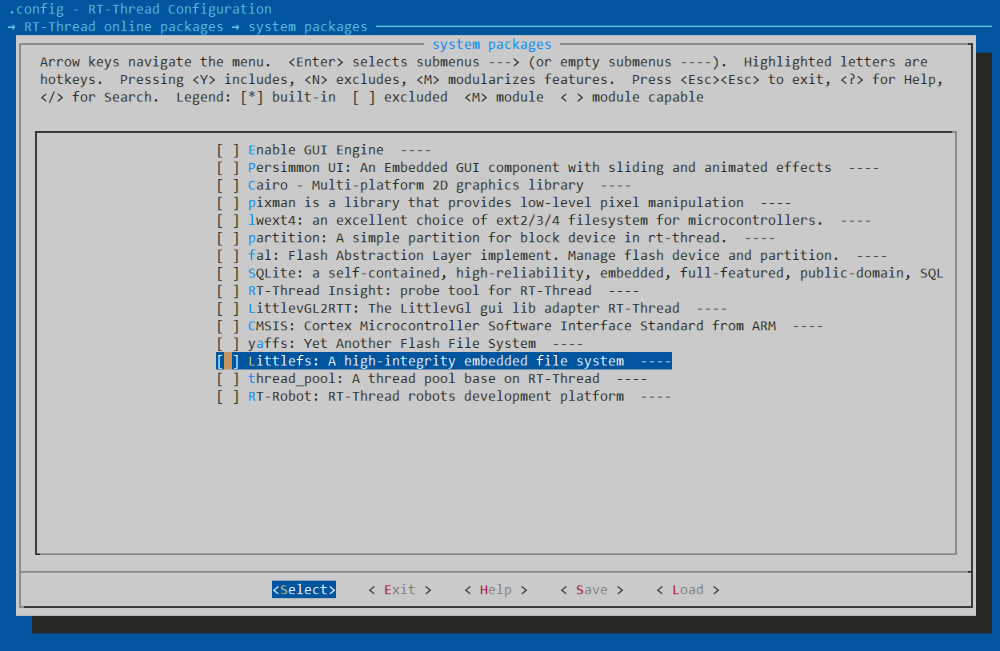 .config - RT-Thread Configuration
→ RT-Thread online packages → system packages
system packages
Arrow keys navigate the menu.  <Enter> selects submenus ---> (or empty submenus ----).  Highlighted letters are
hotkeys.  Pressing <Y> includes, <N> excludes, <M> modularizes features.  Press <Esc><Esc> to exit, <?> for Help,
</> for Search.  Legend: [*] built-in  [ ] excluded  <M> module  < > module capable
[ ] Enable GUI Engine  ----
[ ] Persimmon UI: An Embedded GUI component with sliding and animated effects  ----
[ ] Cairo - Multi-platform 2D graphics library  ----
[ ] pixman is a library that provides low-level pixel manipulation  ----
[ ] lwext4: an excellent choice of ext2/3/4 filesystem for microcontrollers.  ----
[ ] partition: A simple partition for block device in rt-thread.  ----
[ ] fal: Flash Abstraction Layer implement. Manage flash device and partition.  ----
[ ] SQLite: a self-contained, high-reliability, embedded, full-featured, public-domain, SQL
[ ] RT-Thread Insight: probe tool for RT-Thread  ----
[ ] LittlevGL2RTT: The LittlevGl gui lib adapter RT-Thread  ----
[ ] CMSIS: Cortex Microcontroller Software Interface Standard from ARM  ----
[ ] yaffs: Yet Another Flash File System  ----
[ ] Littlefs: A high-integrity embedded file system  ----
[ ] thread_pool: A thread pool base on RT-Thread  ----
[ ] RT-Robot: RT-Thread robots development platform  ----
<Select>    < Exit >    < Help >    < Save >    < Load >